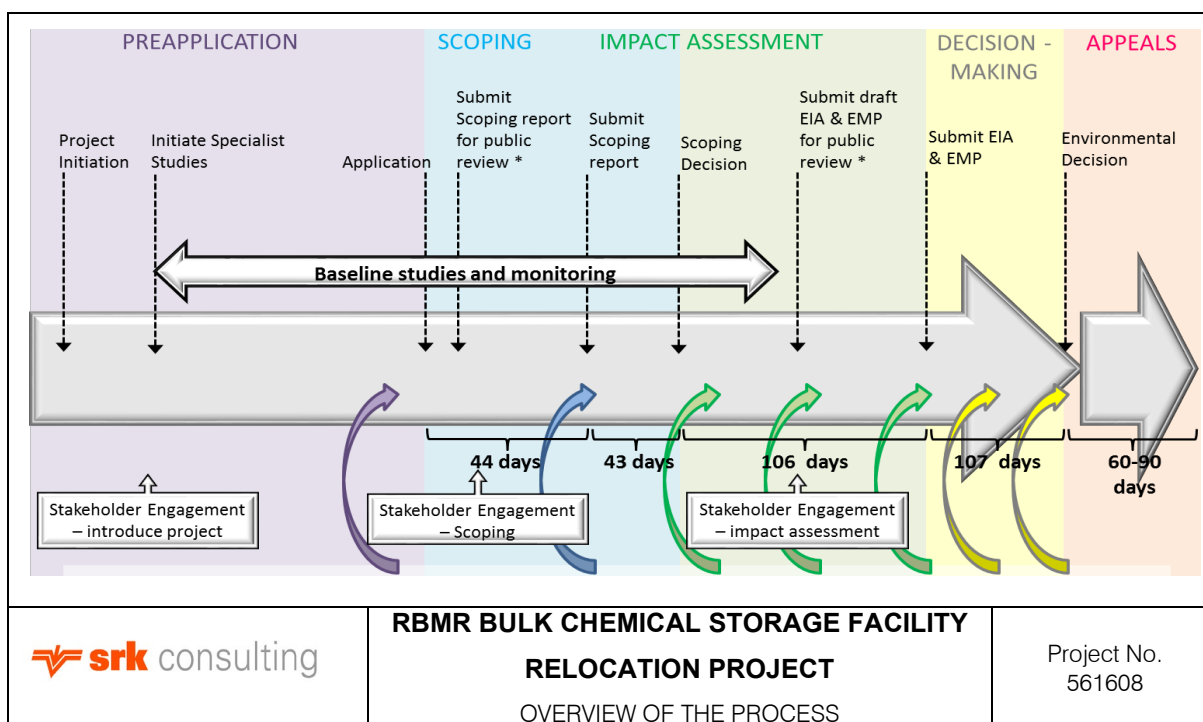 PREAPPLICATION
SCOPING
IMPACT ASSESSMENT
DECISION -
MAKING
APPEALS
Project
Initiation
Initiate Specialist
Studies
Application
Submit
Scoping report
for public
review *
Submit
Scoping
report
Scoping
Decision
Submit draft
EIA & EMP
for public
review *
Submit EIA
& EMP
Environmental
Decision
Baseline studies and monitoring
44 days
43 days
106 days
107 days
60-90
days
Stakeholder Engagement
– introduce project
Stakeholder Engagement
– Scoping
Stakeholder Engagement
– impact assessment
srk consulting
RBMR BULK CHEMICAL STORAGE FACILITY
RELOCATION PROJECT
OVERVIEW OF THE PROCESS
Project No.
561608